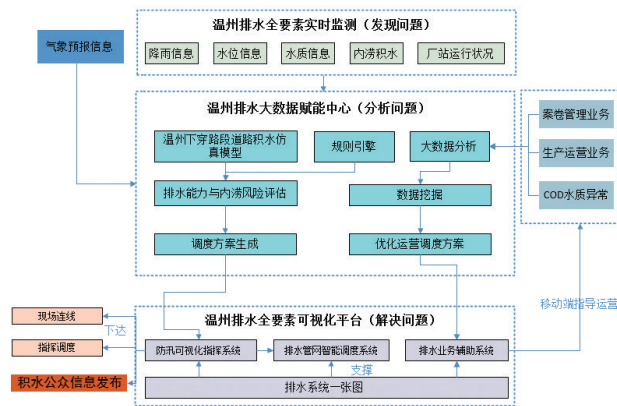 温州排水全要素实时监测（发现问题）
气象预报信息
降雨信息
水位信息
水质信息
内涝积水
厂站运行状况
温州排水大数据赋能中心（分析问题）
温州下穿路段道路积水仿
真模型
规则引擎
大数据分析
案卷管理业务
生产运营业务
COD水质异常
排水能力与内涝风险评估
数据挖掘
调度方案生成
优化运营调度方案
移动端指导运营
温州排水全要素可视化平台（解决问题）
现场连线
下达
指挥调度
积水公众信息发布
防汛可视化指挥系统
排水管网智能调度系统
排水业务辅助系统
支撑
排水系统一张图